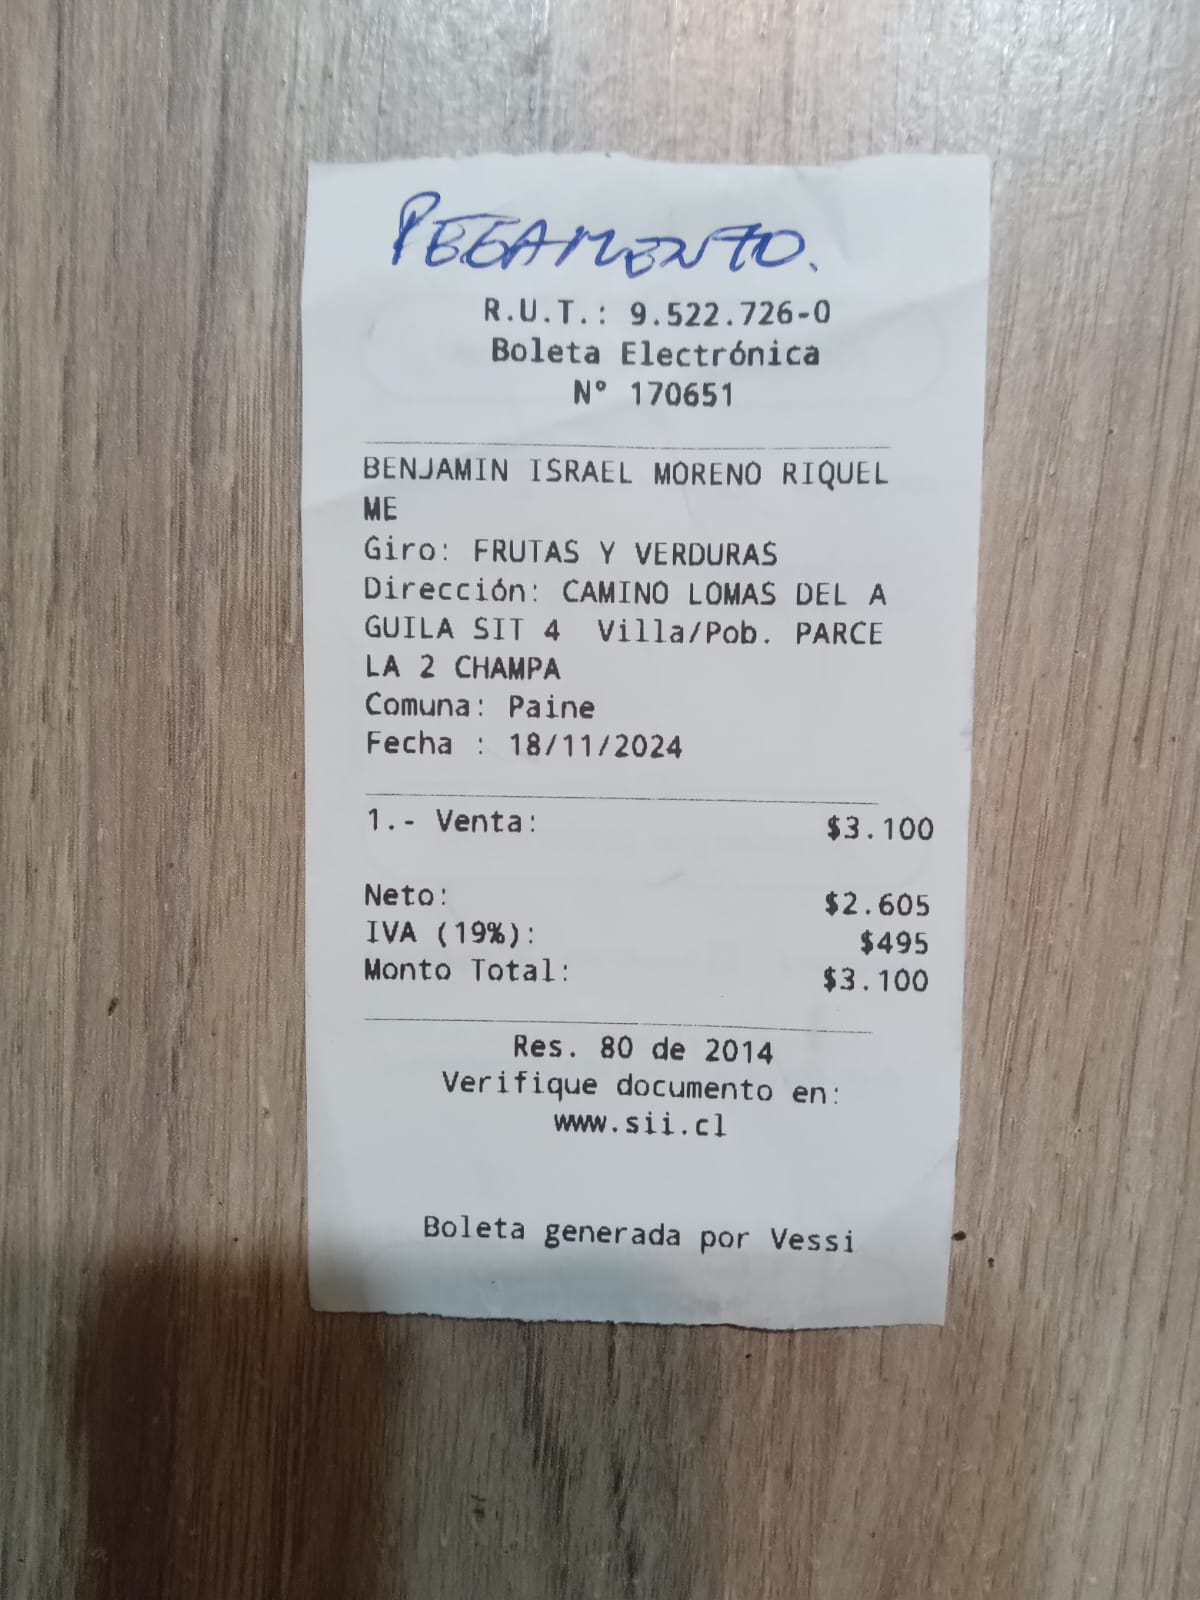 PEGAMENTO.
R.U.T.: 9.522.726-0
Boleta Electrónica
N° 170651
BENJAMIN ISRAEL MORENO RIQUEL
ME
Giro: FRUTAS Y VERDURAS
Dirección: CAMINO LOMAS DEL A
GUILA SIT 4  Villa/Pob. PARCE
LA 2 CHAMPA
Comuna: Paine
Fecha : 18/11/2024
1.- Venta: $3.100
Neto: $2.605
IVA (19%): $495
Monto Total: $3.100
Res. 80 de 2014
Verifique documento en:
www.sii.cl
Boleta generada por Vessi